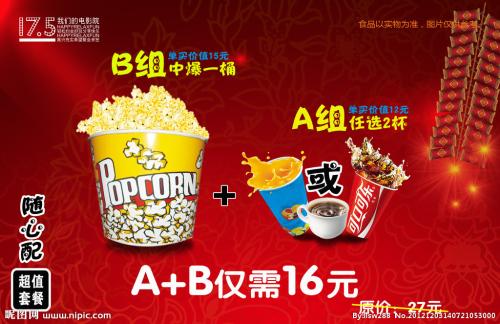 17.5
我们的电影院
HAPPYRELAXFUN
HAPPYRELAXFUN
食品以实物为准，图片仅供参考
B组
单买价值15元
中爆一桶
A组
单买价值12元
任选2杯
POPCORN
+
或
可口可乐
随心配
超值
套餐
A+B仅需16元
原价：27元
昵图网 www.nipic.com
By:lsw288 No.20121203140721053000